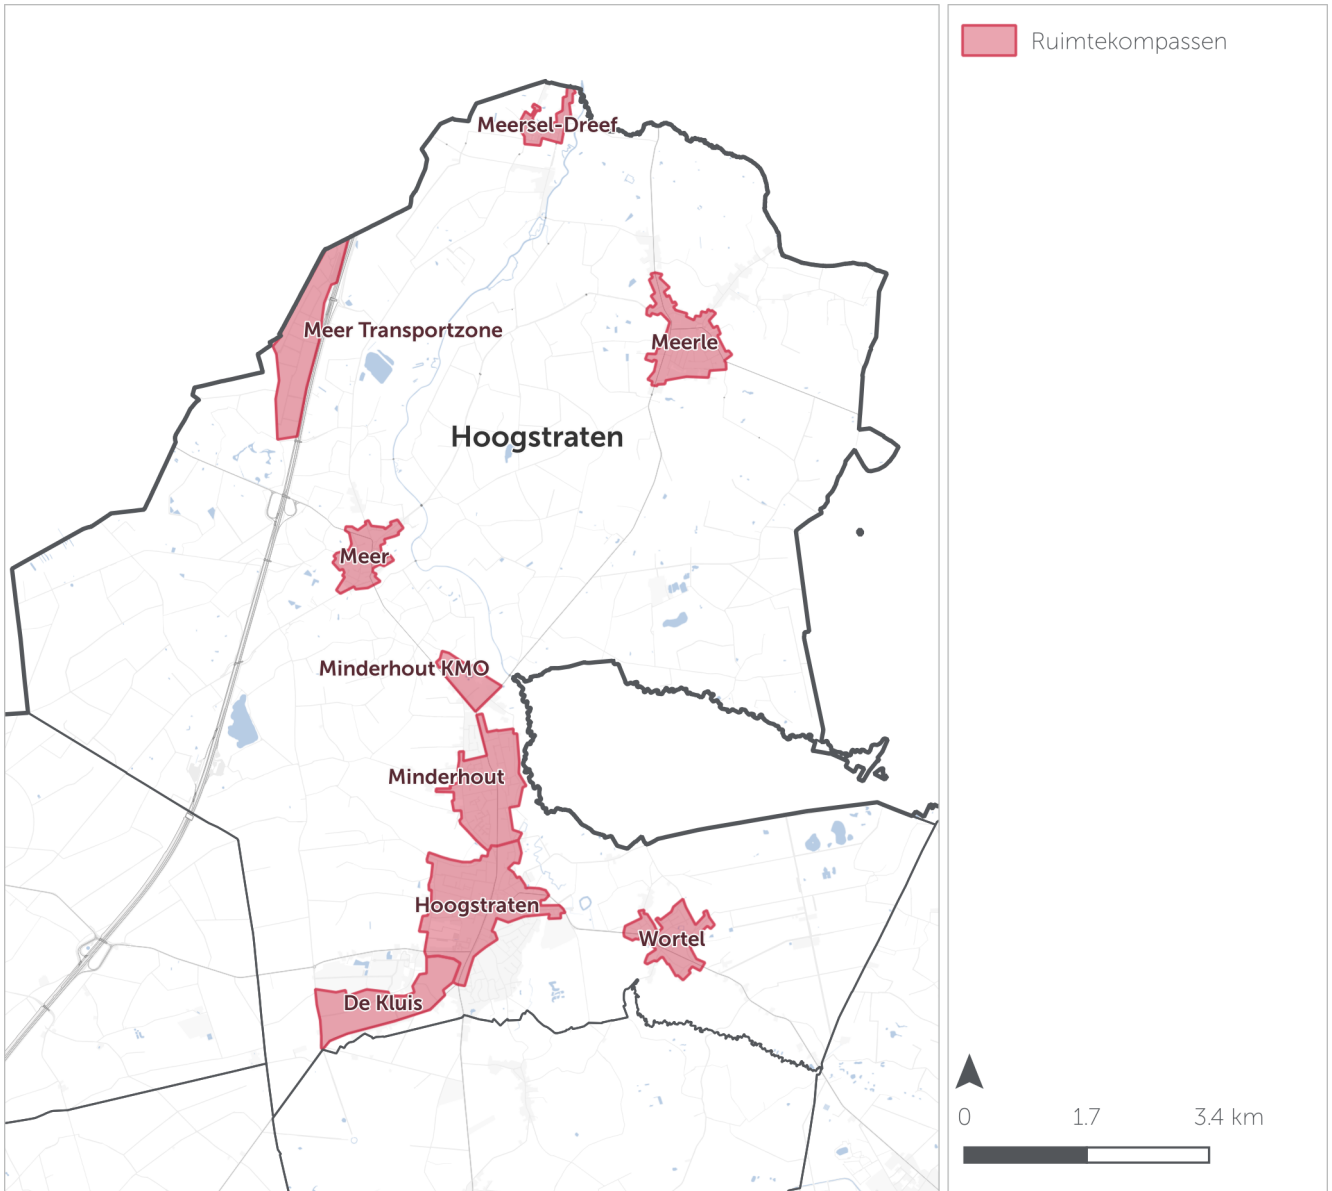 Ruimtekompassen
Meersel-Dreef
Meer Transportzone
Meerle
Hoogstraten
Meer
Minderhout KMO
Minderhout
Hoogstraten
Wortel
De Kluis
0 1.7 3.4 km